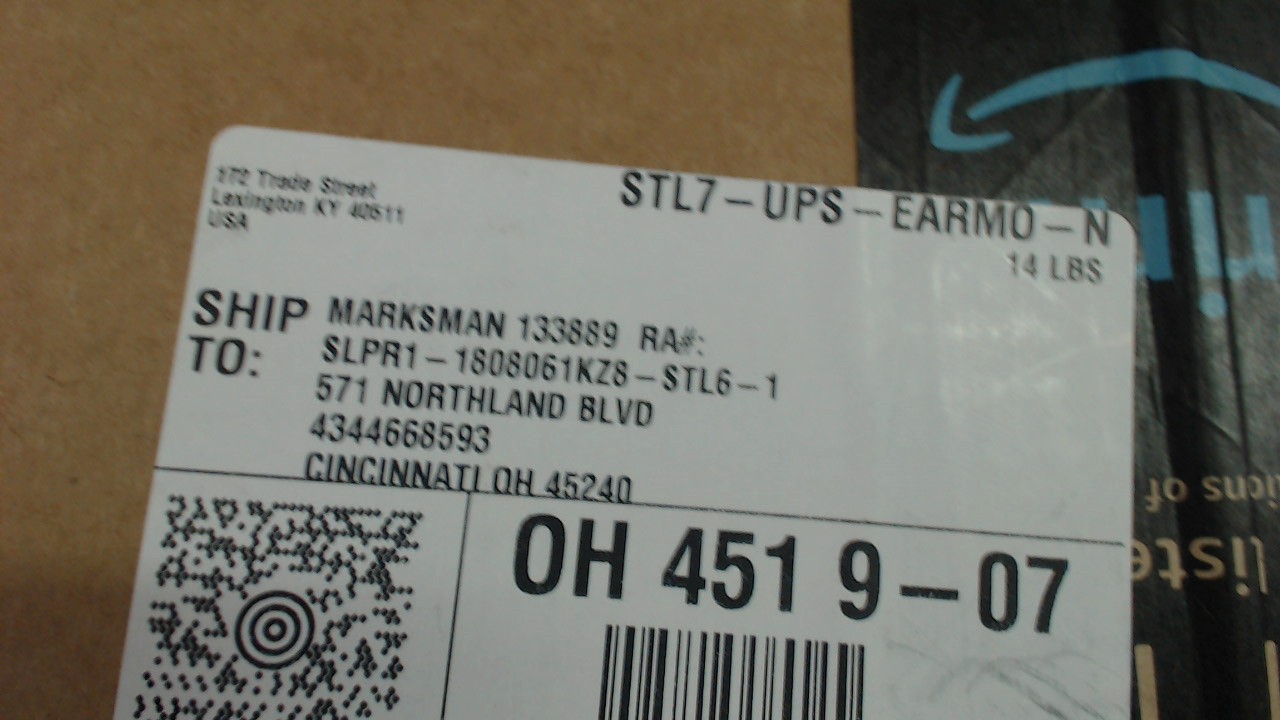 172 Trade Street
Lexington KY 40511
USA
STL7-UPS-EARMO-N
14 LBS
SHIP TO:
MARKSMAN 133889 RA#:
SLPR1-1808061KZ8-STL6-1
571 NORTHLAND BLVD
4344668593
CINCINNATI OH 45240
OH 451 9-07